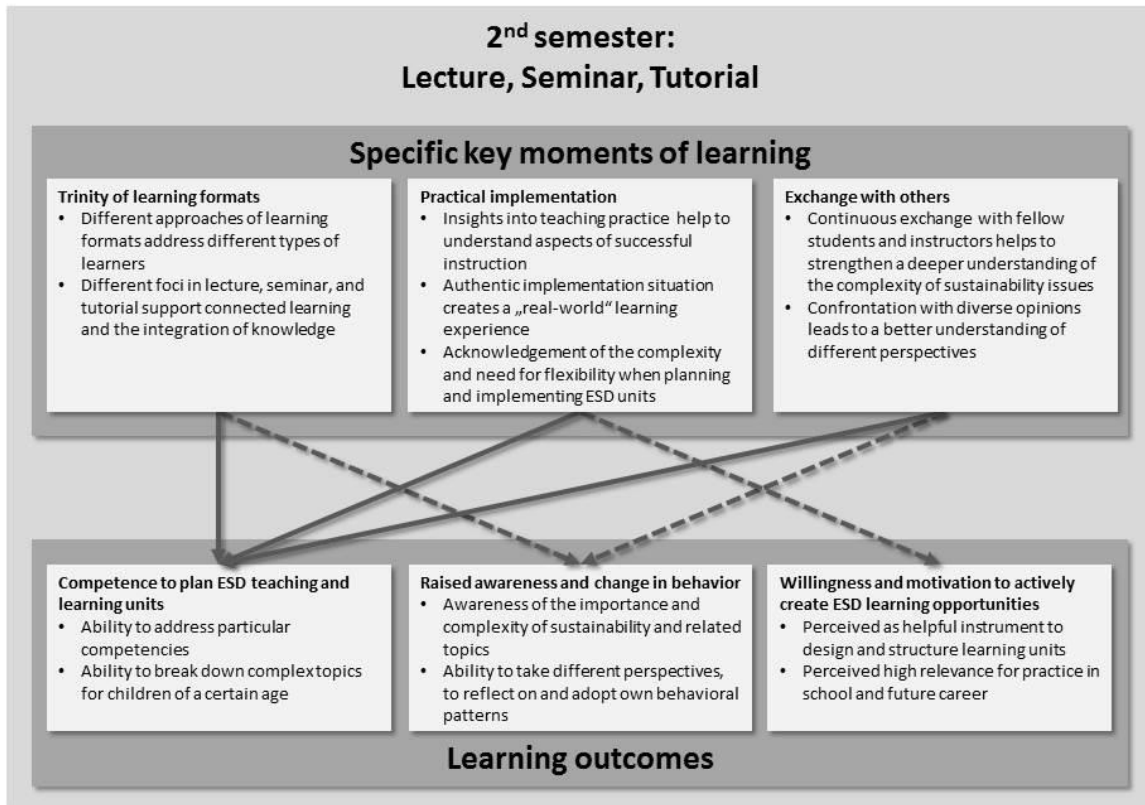 2nd semester:
Lecture, Seminar, Tutorial
Specific key moments of learning
Trinity of learning formats
• Different approaches of learning
formats address different types of
learners
• Different foci in lecture, seminar, and
tutorial support connected learning
and the integration of knowledge
Practical implementation
• Insights into teaching practice help to
understand aspects of successful
instruction
• Authentic implementation situation
creates a „real-world“ learning
experience
• Acknowledgement of the complexity
and need for flexibility when planning
and implementing ESD units
Exchange with others
• Continuous exchange with fellow
students and instructors helps to
strengthen a deeper understanding of
the complexity of sustainability issues
• Confrontation with diverse opinions
leads to a better understanding of
different perspectives
Competence to plan ESD teaching and
learning units
• Ability to address particular
competencies
• Ability to break down complex topics
for children of a certain age
Raised awareness and change in behavior
• Awareness of the importance and
complexity of sustainability and related
topics
• Ability to take different perspectives,
to reflect on and adopt own behavioral
patterns
Willingness and motivation to actively
create ESD learning opportunities
• Perceived as helpful instrument to
design and structure learning units
• Perceived high relevance for practice in
school and future career
Learning outcomes